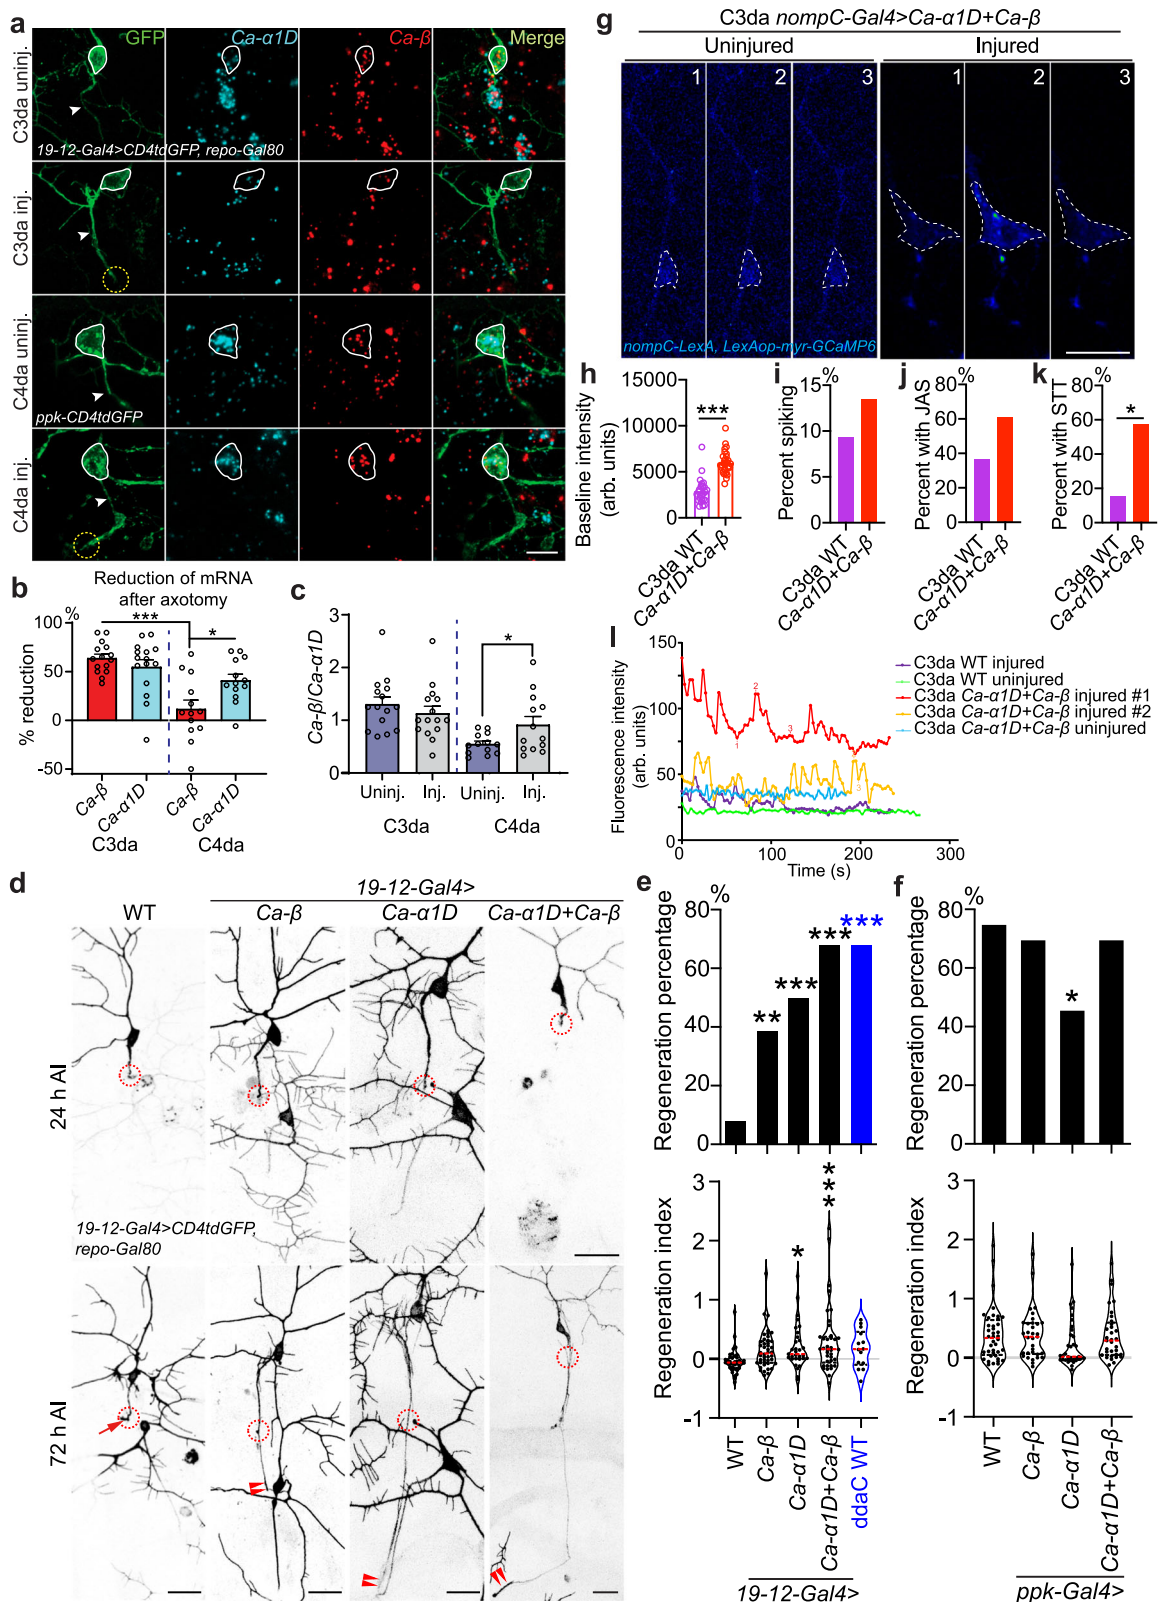 a
GFP
Ca-α1D
Ca-β
Merge
C3da uninj.
19-12-Gal4>CD4tdGFP, repo-Gal80
C3da inj.
C4da uninj.
ppk-CD4tdGFP
C4da inj.
b
Reduction of mRNA
after axotomy
%
***
*
% reduction
100
50
0
-50
Ca-β
Ca-α1D
Ca-β
Ca-α1D
C3da
C4da
c
Ca-β/Ca-α1D
3
2
1
0
*
Uninj.
Inj.
Uninj.
Inj.
C3da
C4da
d
19-12-Gal4>
WT
Ca-β
Ca-α1D
Ca-α1D+Ca-β
24 h AI
19-12-Gal4>CD4tdGFP,
repo-Gal80
72 h AI
g
C3da nompC-Gal4>Ca-α1D+Ca-β
Uninjured
Injured
1
2
3
1
2
3
nompC-LexA, LexAop-myr-GCaMP6
h
Baseline intensity
(arb. units)
15000
10000
5000
0
***
C3da WT
Ca-α1D+Ca-β
i
%
Percent spiking
15
10
5
0
C3da WT
Ca-α1D+Ca-β
j
%
Percent with JAS
80
60
40
20
0
C3da WT
Ca-α1D+Ca-β
k
%
Percent with STT
80
60
40
20
0
*
C3da WT
Ca-α1D+Ca-β
l
Fluorescence intensity
(arb. units)
150
100
50
0
0
100
200
300
Time (s)
1
2
3
3
C3da WT injured
C3da WT uninjured
C3da Ca-α1D+Ca-β injured #1
C3da Ca-α1D+Ca-β injured #2
C3da Ca-α1D+Ca-β uninjured
e
%
Regeneration percentage
80
60
40
20
0
**
***
***
***
Regeneration index
3
2
1
0
-1
*
***
WT
Ca-β
Ca-α1D
Ca-α1D+Ca-β
ddaC WT
19-12-Gal4>
f
%
Regeneration percentage
80
60
40
20
0
*
Regeneration index
3
2
1
0
-1
WT
Ca-β
Ca-α1D
Ca-α1D+Ca-β
ppk-Gal4>